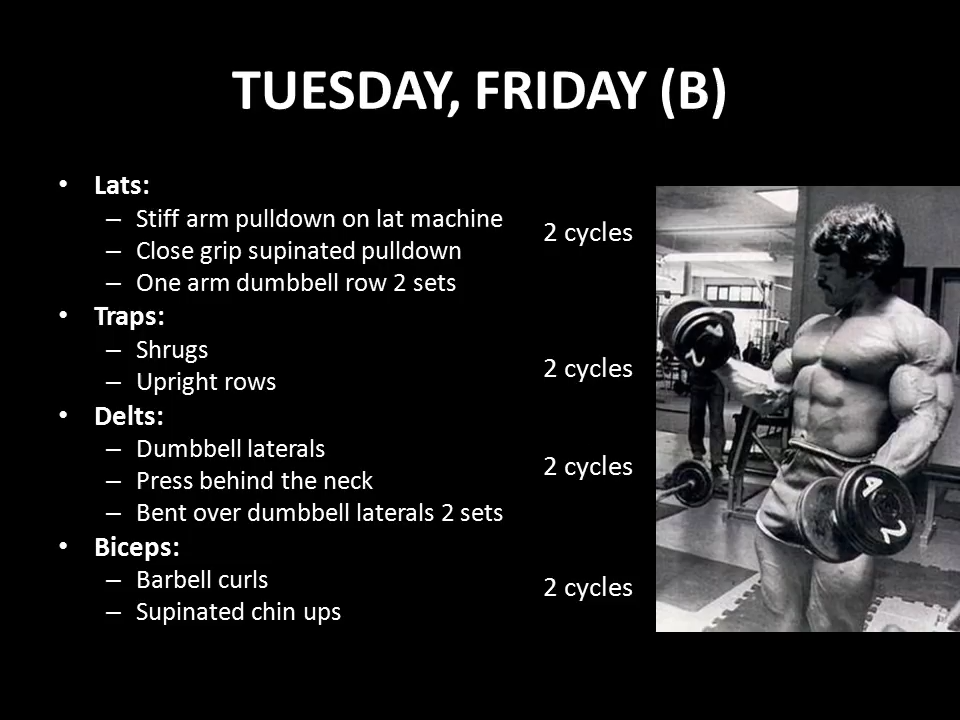 TUESDAY, FRIDAY (B)
• Lats:
– Stiff arm pulldown on lat machine
– Close grip supinated pulldown
– One arm dumbbell row 2 sets
2 cycles
• Traps:
– Shrugs
– Upright rows
2 cycles
• Delts:
– Dumbbell laterals
– Press behind the neck
– Bent over dumbbell laterals 2 sets
2 cycles
• Biceps:
– Barbell curls
– Supinated chin ups
2 cycles
42